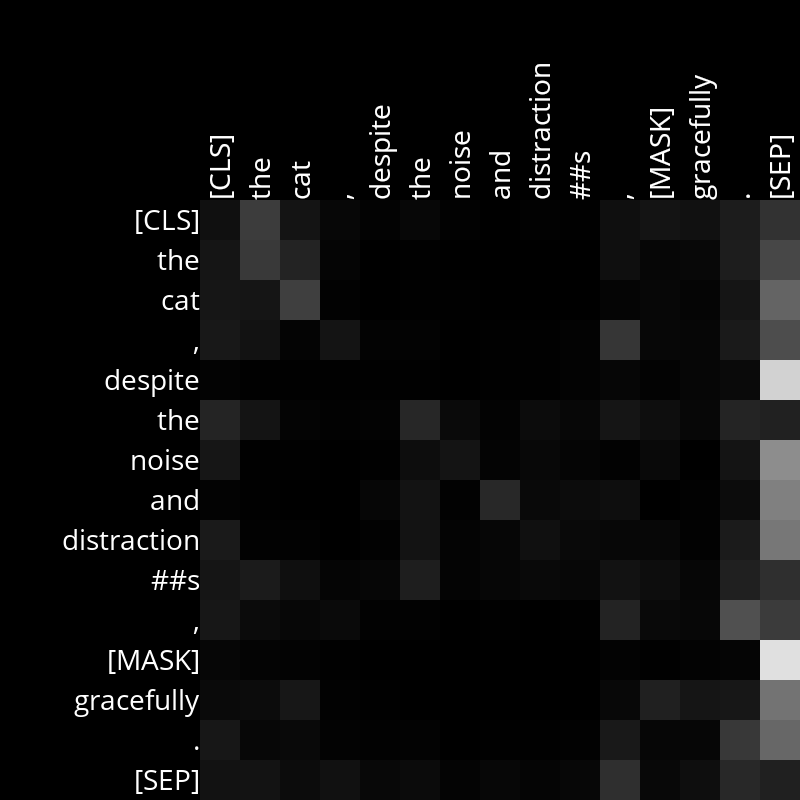 [CLS] the cat , despite the noise and distraction ##s , [MASK] gracefully . [SEP]
[CLS]
the
cat
,
despite
the
noise
and
distraction
##s
,
[MASK]
gracefully
.
[SEP]